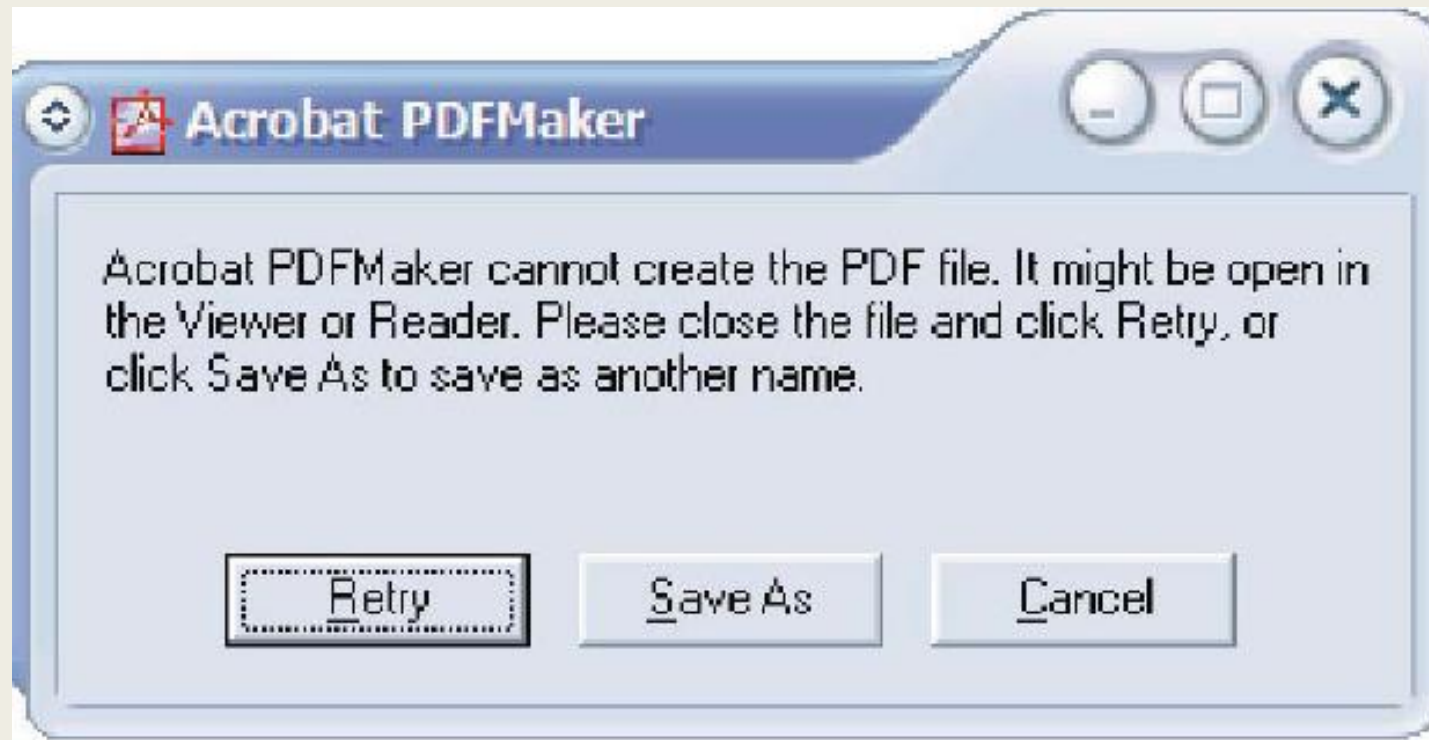 Acrobat PDFMaker
Acrobat PDFMaker cannot create the PDF file. It might be open in
the Viewer or Reader. Please close the file and click Retry, or
click Save As to save as another name.
Retry Save As Cancel